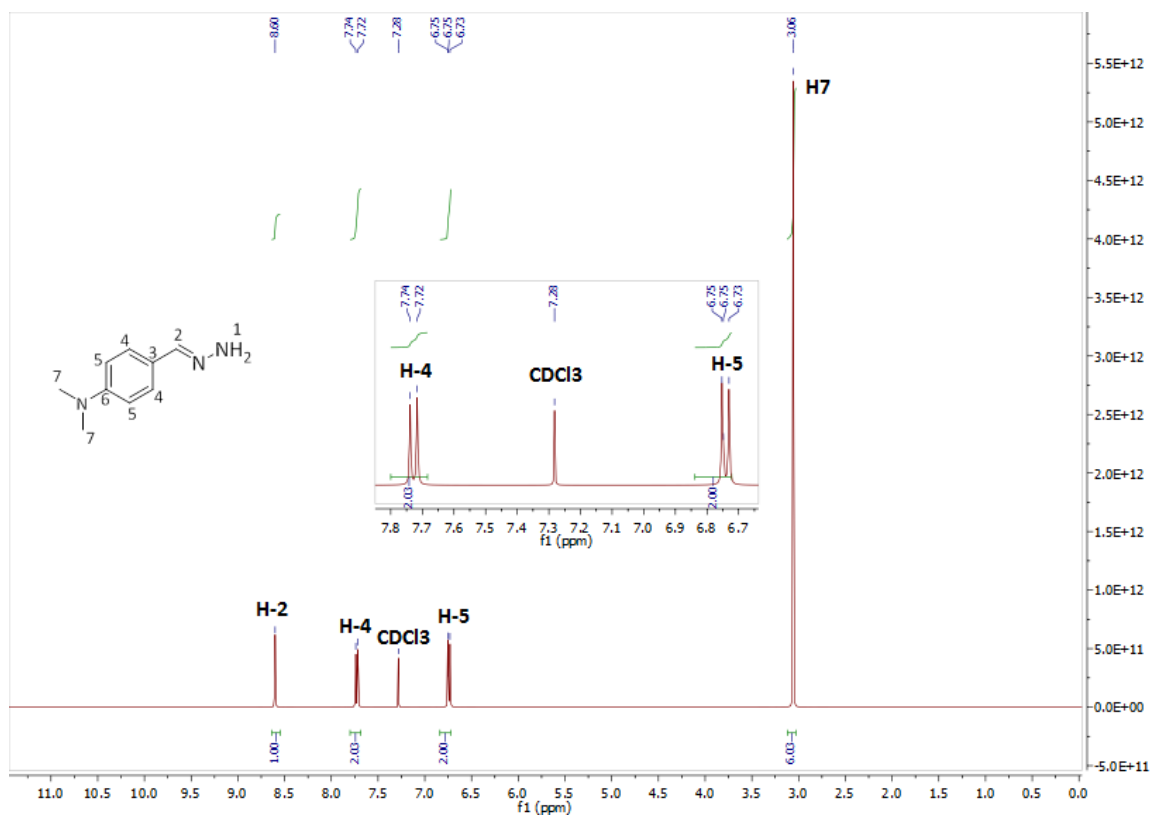 8.60
7.74
7.72
7.28
6.75
6.75
6.73
3.06
H7
5.5E+12
5.0E+12
4.5E+12
4.0E+12
3.5E+12
3.0E+12
2.5E+12
2.0E+12
1.5E+12
1.0E+12
5.0E+11
0.0E+00
-5.0E+11
7.74
7.72
7.28
6.75
6.75
6.73
H-4
CDCl3
H-5
2.03
2.00
7.8 7.7 7.6 7.5 7.4 7.3 7.2 7.1 7.0 6.9 6.8 6.7
f1 (ppm)
1
2
NH2
N
4
3
5
7
6
4
N
5
7
H-2
H-4
CDCl3
H-5
1.00
2.03
2.00
6.03
11.0 10.5 10.0 9.5 9.0 8.5 8.0 7.5 7.0 6.5 6.0 5.5 5.0 4.5 4.0 3.5 3.0 2.5 2.0 1.5 1.0 0.5 0.0
f1 (ppm)